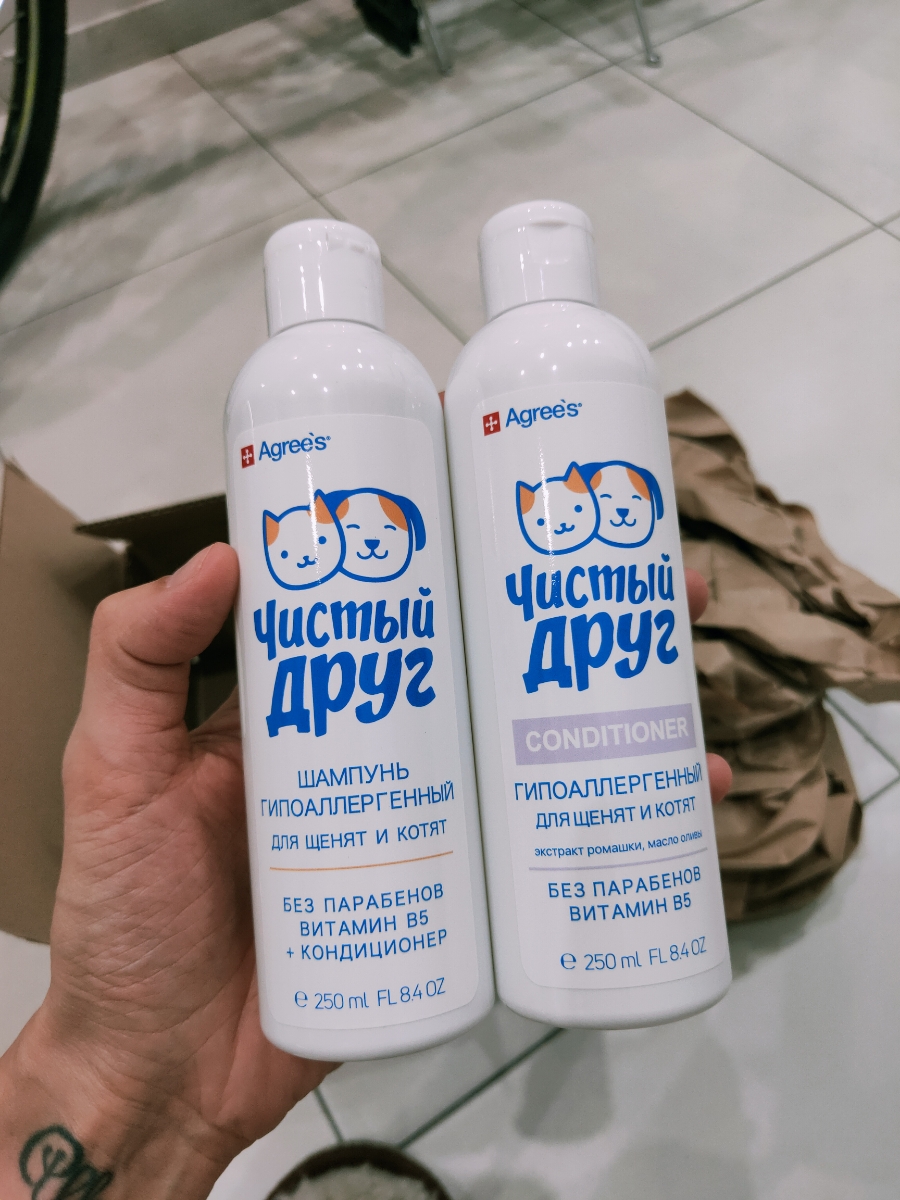 Agree's
Чистый
друг
ШАМПУНЬ
ГИПОАЛЛЕРГЕННЫЙ
ДЛЯ ЩЕНЯТ И КОТЯТ
БЕЗ ПАРАБЕНОВ
ВИТАМИН B5
+ КОНДИЦИОНЕР
℮ 250 ml FL 8.4 OZ
Agree's
Чистый
друг
CONDITIONER
ГИПОАЛЛЕРГЕННЫЙ
ДЛЯ ЩЕНЯТ И КОТЯТ
экстракт ромашки, масло оливы
БЕЗ ПАРАБЕНОВ
ВИТАМИН B5
℮ 250 ml FL 8.4 OZ